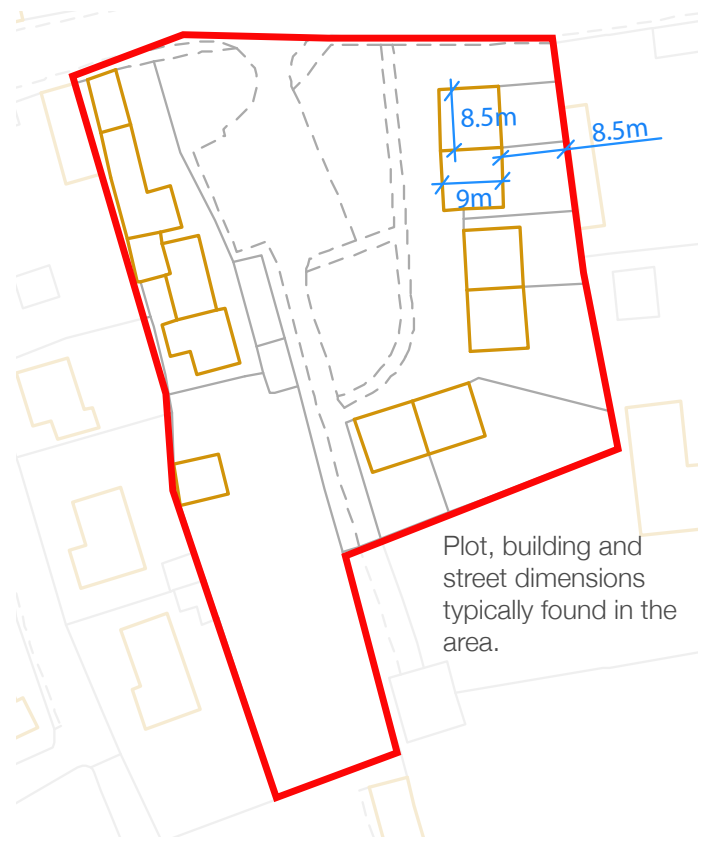 8.5m
8.5m
9m
Plot, building and
street dimensions
typically found in the
area.